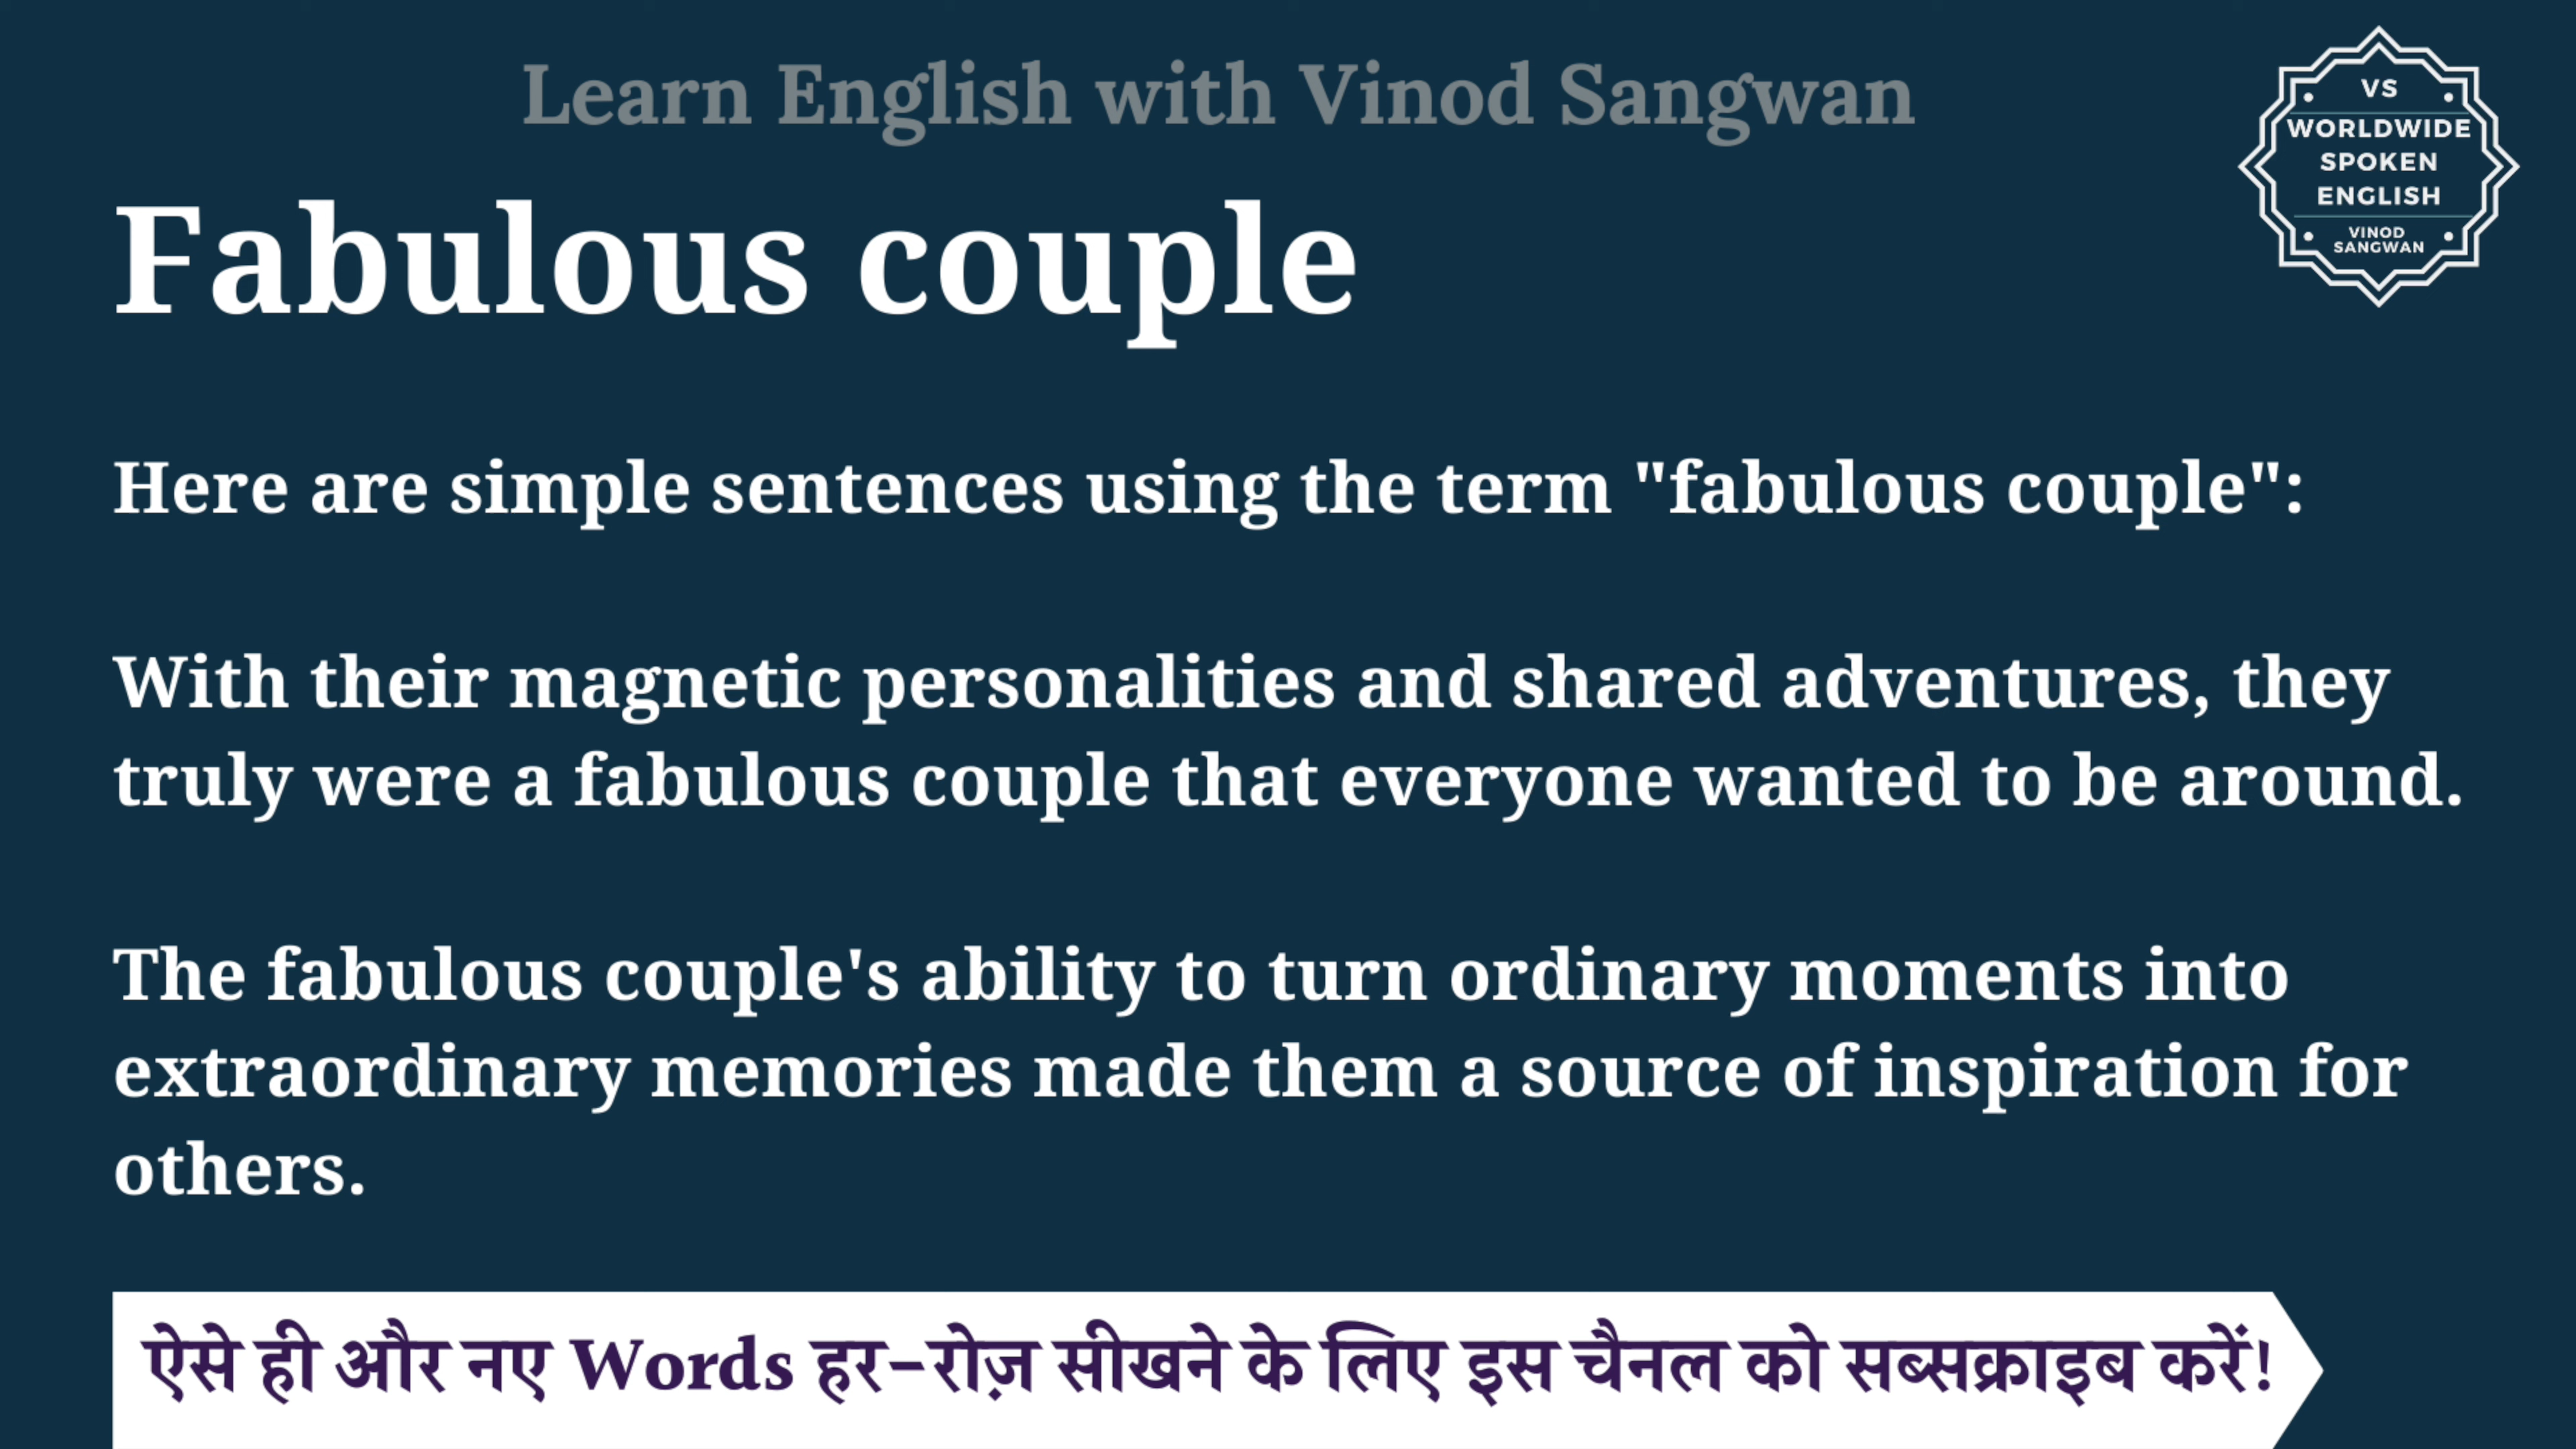 Learn English with Vinod Sangwan
VS
WORLDWIDE
SPOKEN
ENGLISH
VINOD
SANGWAN
Fabulous couple
Here are simple sentences using the term "fabulous couple":
With their magnetic personalities and shared adventures, they
truly were a fabulous couple that everyone wanted to be around.
The fabulous couple's ability to turn ordinary moments into
extraordinary memories made them a source of inspiration for
others.
ऐसे ही और नए Words हर-रोज़ सीखने के लिए इस चैनल को सब्सक्राइब करें!